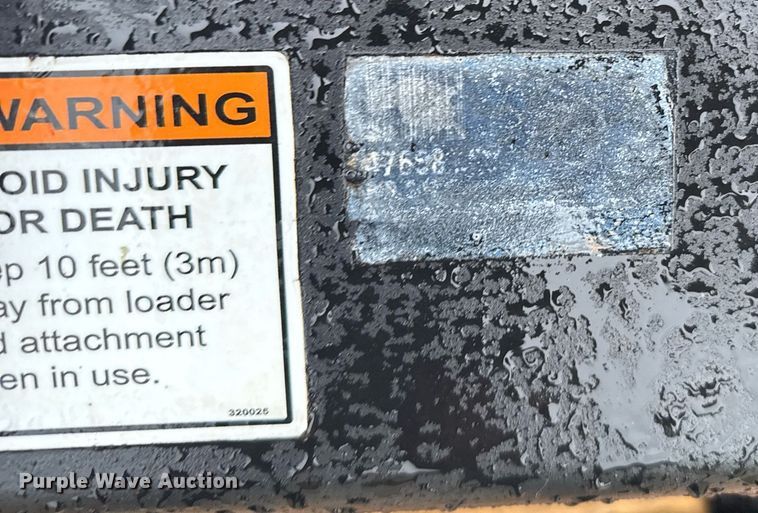 WARNING
OID INJURY
OR DEATH
ep 10 feet (3m)
ay from loader
d attachment
en in use.
320026
Purple Wave Auction